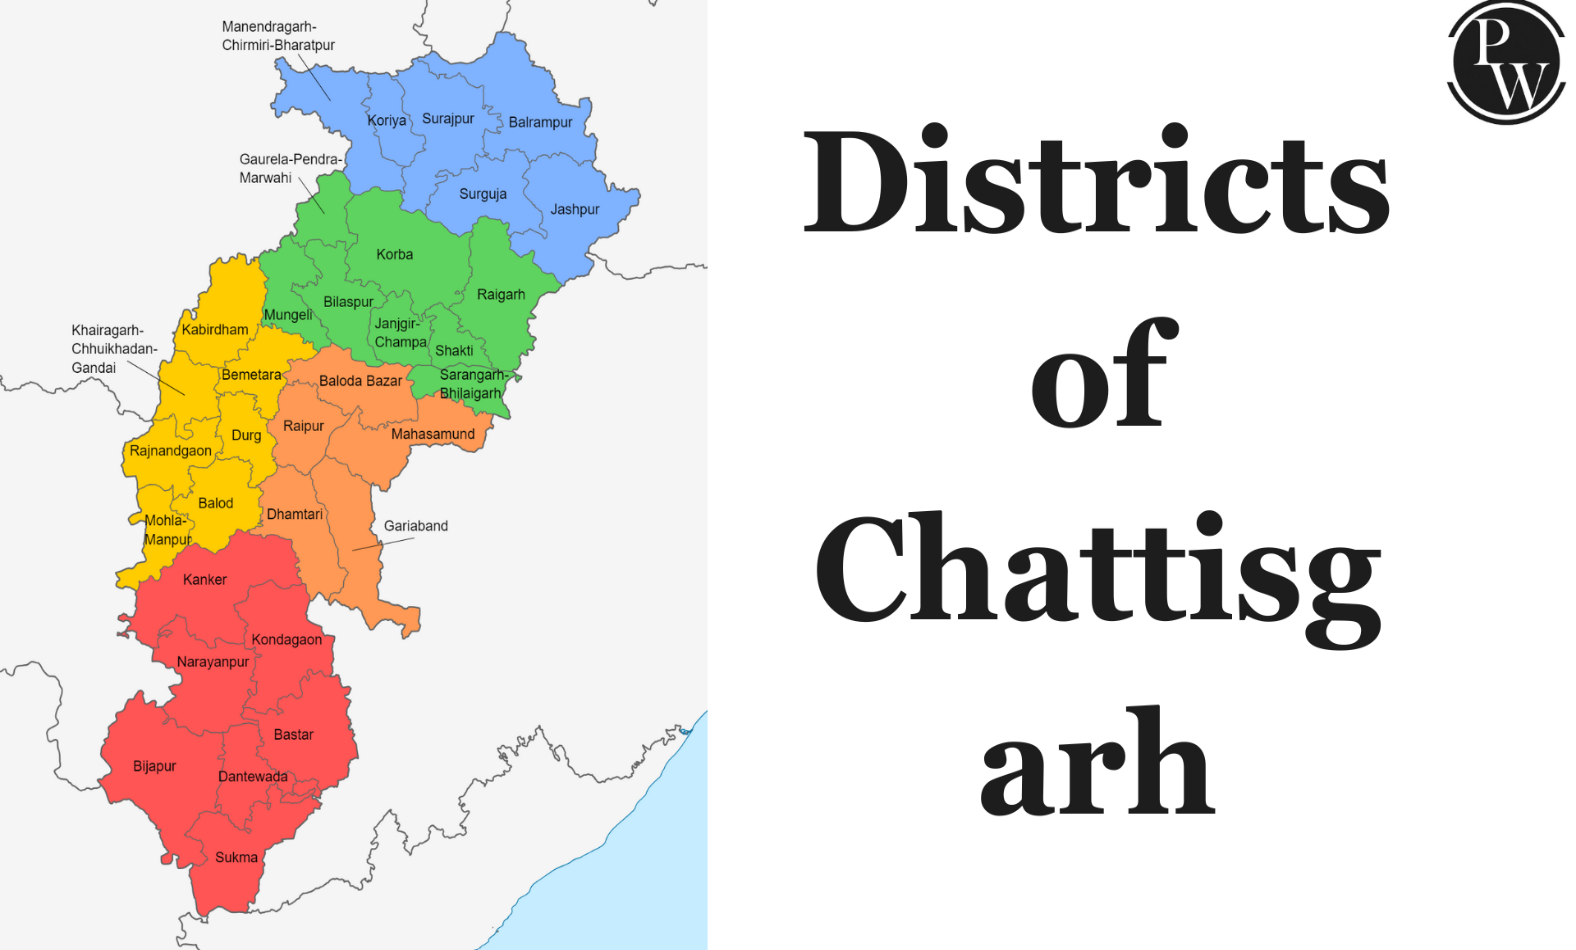 Manendragarh-
Chirmiri-Bharatpur
Koriya
Surajpur
Balrampur
Gaurela-Pendra-
Marwahi
Surguja
Jashpur
Korba
Raigarh
Bilaspur
Mungeli
Janjgir-
Champa
Shakti
Sarangarh-
Bhilaigarh
Kabirdham
Khairagarh-
Chhuikhadan-
Gandai
Bemetara
Baloda Bazar
Raipur
Durg
Mahasamund
Rajnandgaon
Balod
Dhamtari
Mohla-
Manpur
Gariaband
Kanker
Kondagaon
Narayanpur
Bastar
Bijapur
Dantewada
Sukma
PW
Districts
of
Chattisg
arh